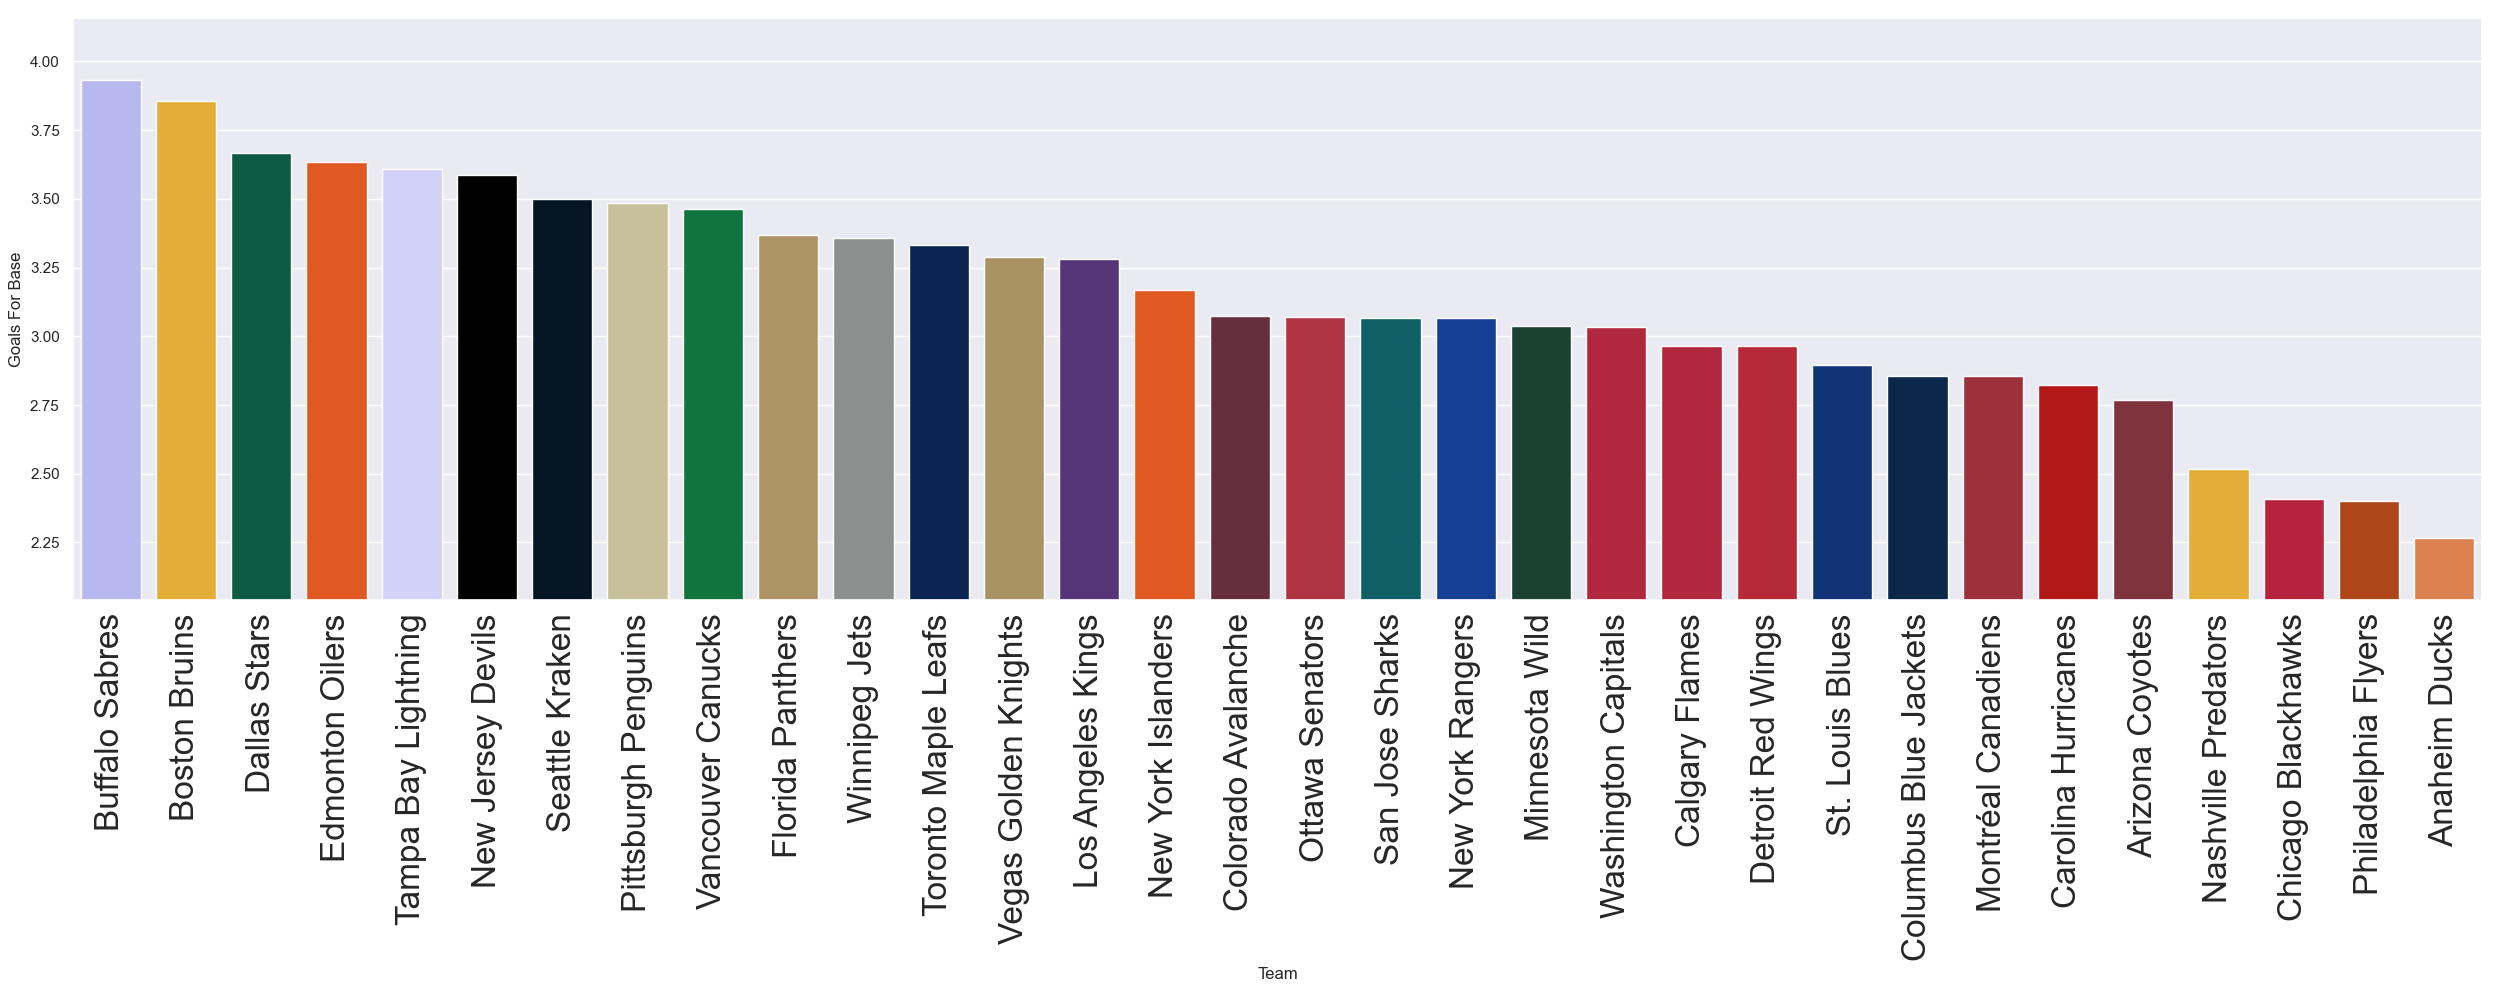 4.00
3.75
3.50
3.25
3.00
2.75
2.50
2.25
Goals For Base
Buffalo Sabres
Boston Bruins
Dallas Stars
Edmonton Oilers
Tampa Bay Lightning
New Jersey Devils
Seattle Kraken
Pittsburgh Penguins
Vancouver Canucks
Florida Panthers
Winnipeg Jets
Toronto Maple Leafs
Vegas Golden Knights
Los Angeles Kings
New York Islanders
Colorado Avalanche
Ottawa Senators
San Jose Sharks
New York Rangers
Minnesota Wild
Washington Capitals
Calgary Flames
Detroit Red Wings
St. Louis Blues
Columbus Blue Jackets
Montréal Canadiens
Carolina Hurricanes
Arizona Coyotes
Nashville Predators
Chicago Blackhawks
Philadelphia Flyers
Anaheim Ducks
Team